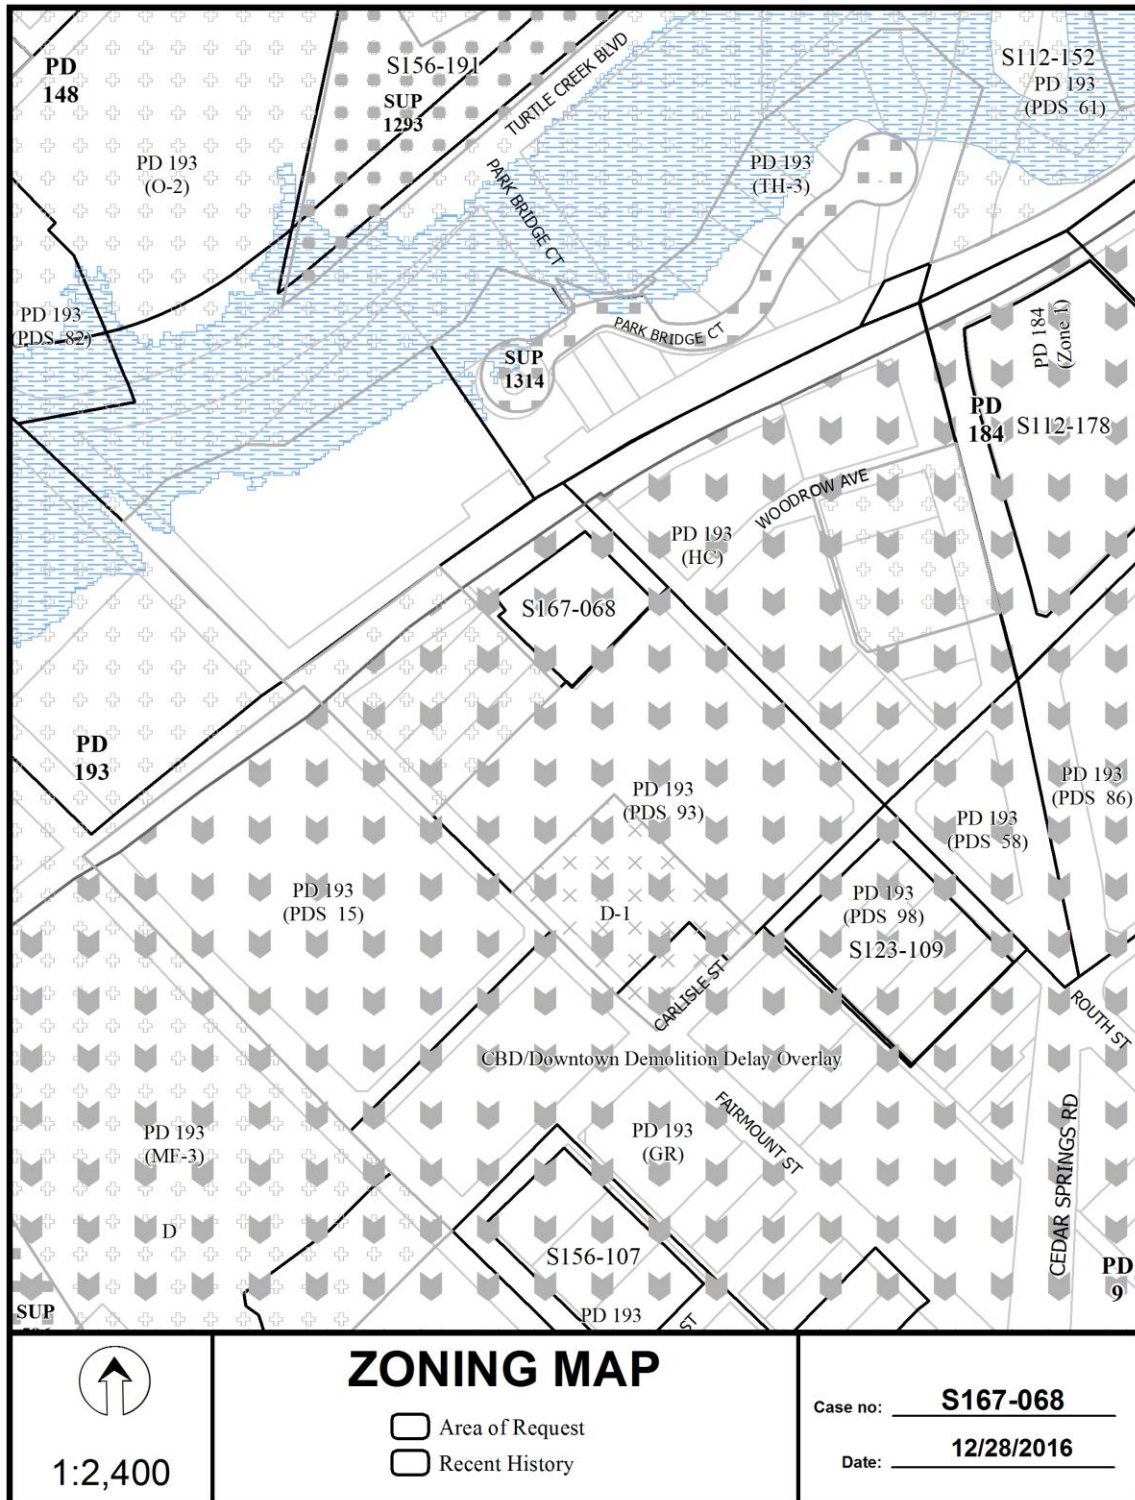 PD
148
S156-191
SUP
1293
TURTLE CREEK BLVD
S112-152
PD 193
(PDS 61)
PD 193
(O-2)
PARK BRIDGE CT
PD 193
(TH-3)
PD 193
(PDS 82)
PARK BRIDGE CT
SUP
1314
PD 184
(Zone 1)
PD
184
S112-178
WOODROW AVE
PD 193
(HC)
S167-068
PD
193
PD 193
(PDS 93)
PD 193
(PDS 86)
PD 193
(PDS 58)
PD 193
(PDS 15)
D-1
PD 193
(PDS 98)
S123-109
CARLISLE ST
ROUTH ST
CBD/Downtown Demolition Delay Overlay
FAIRMOUNT ST
PD 193
(MF-3)
PD 193
(GR)
CEDAR SPRINGS RD
D
S156-107
PD
9
SUP
PD 193
ST
1:2,400
ZONING MAP
Area of Request
Recent History
Case no: S167-068
Date: 12/28/2016